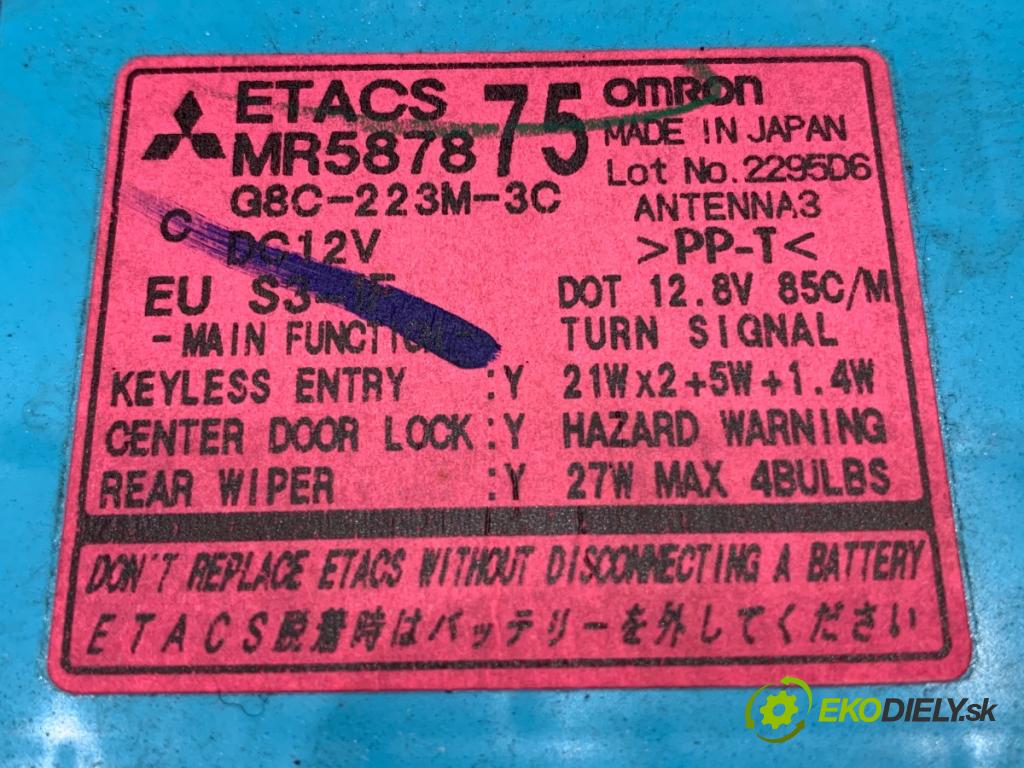 ETACS
MR587875
G8C-223M-3C
C DC12V
EU S3-
-MAIN FUNCTION-
KEYLESS ENTRY :Y
CENTER DOOR LOCK:Y
REAR WIPER :Y
OMRON
MADE IN JAPAN
Lot No.2295D6
ANTENNA3
>PP-T<
DOT 12.8V 85C/M
TURN SIGNAL
21W×2+5W+1.4W
HAZARD WARNING
27W MAX 4BULBS
DON'T REPLACE ETACS WITHOUT DISCONNECTING A BATTERY
ETACS脱着時はバッテリーを外してください
EKODIELY.sk